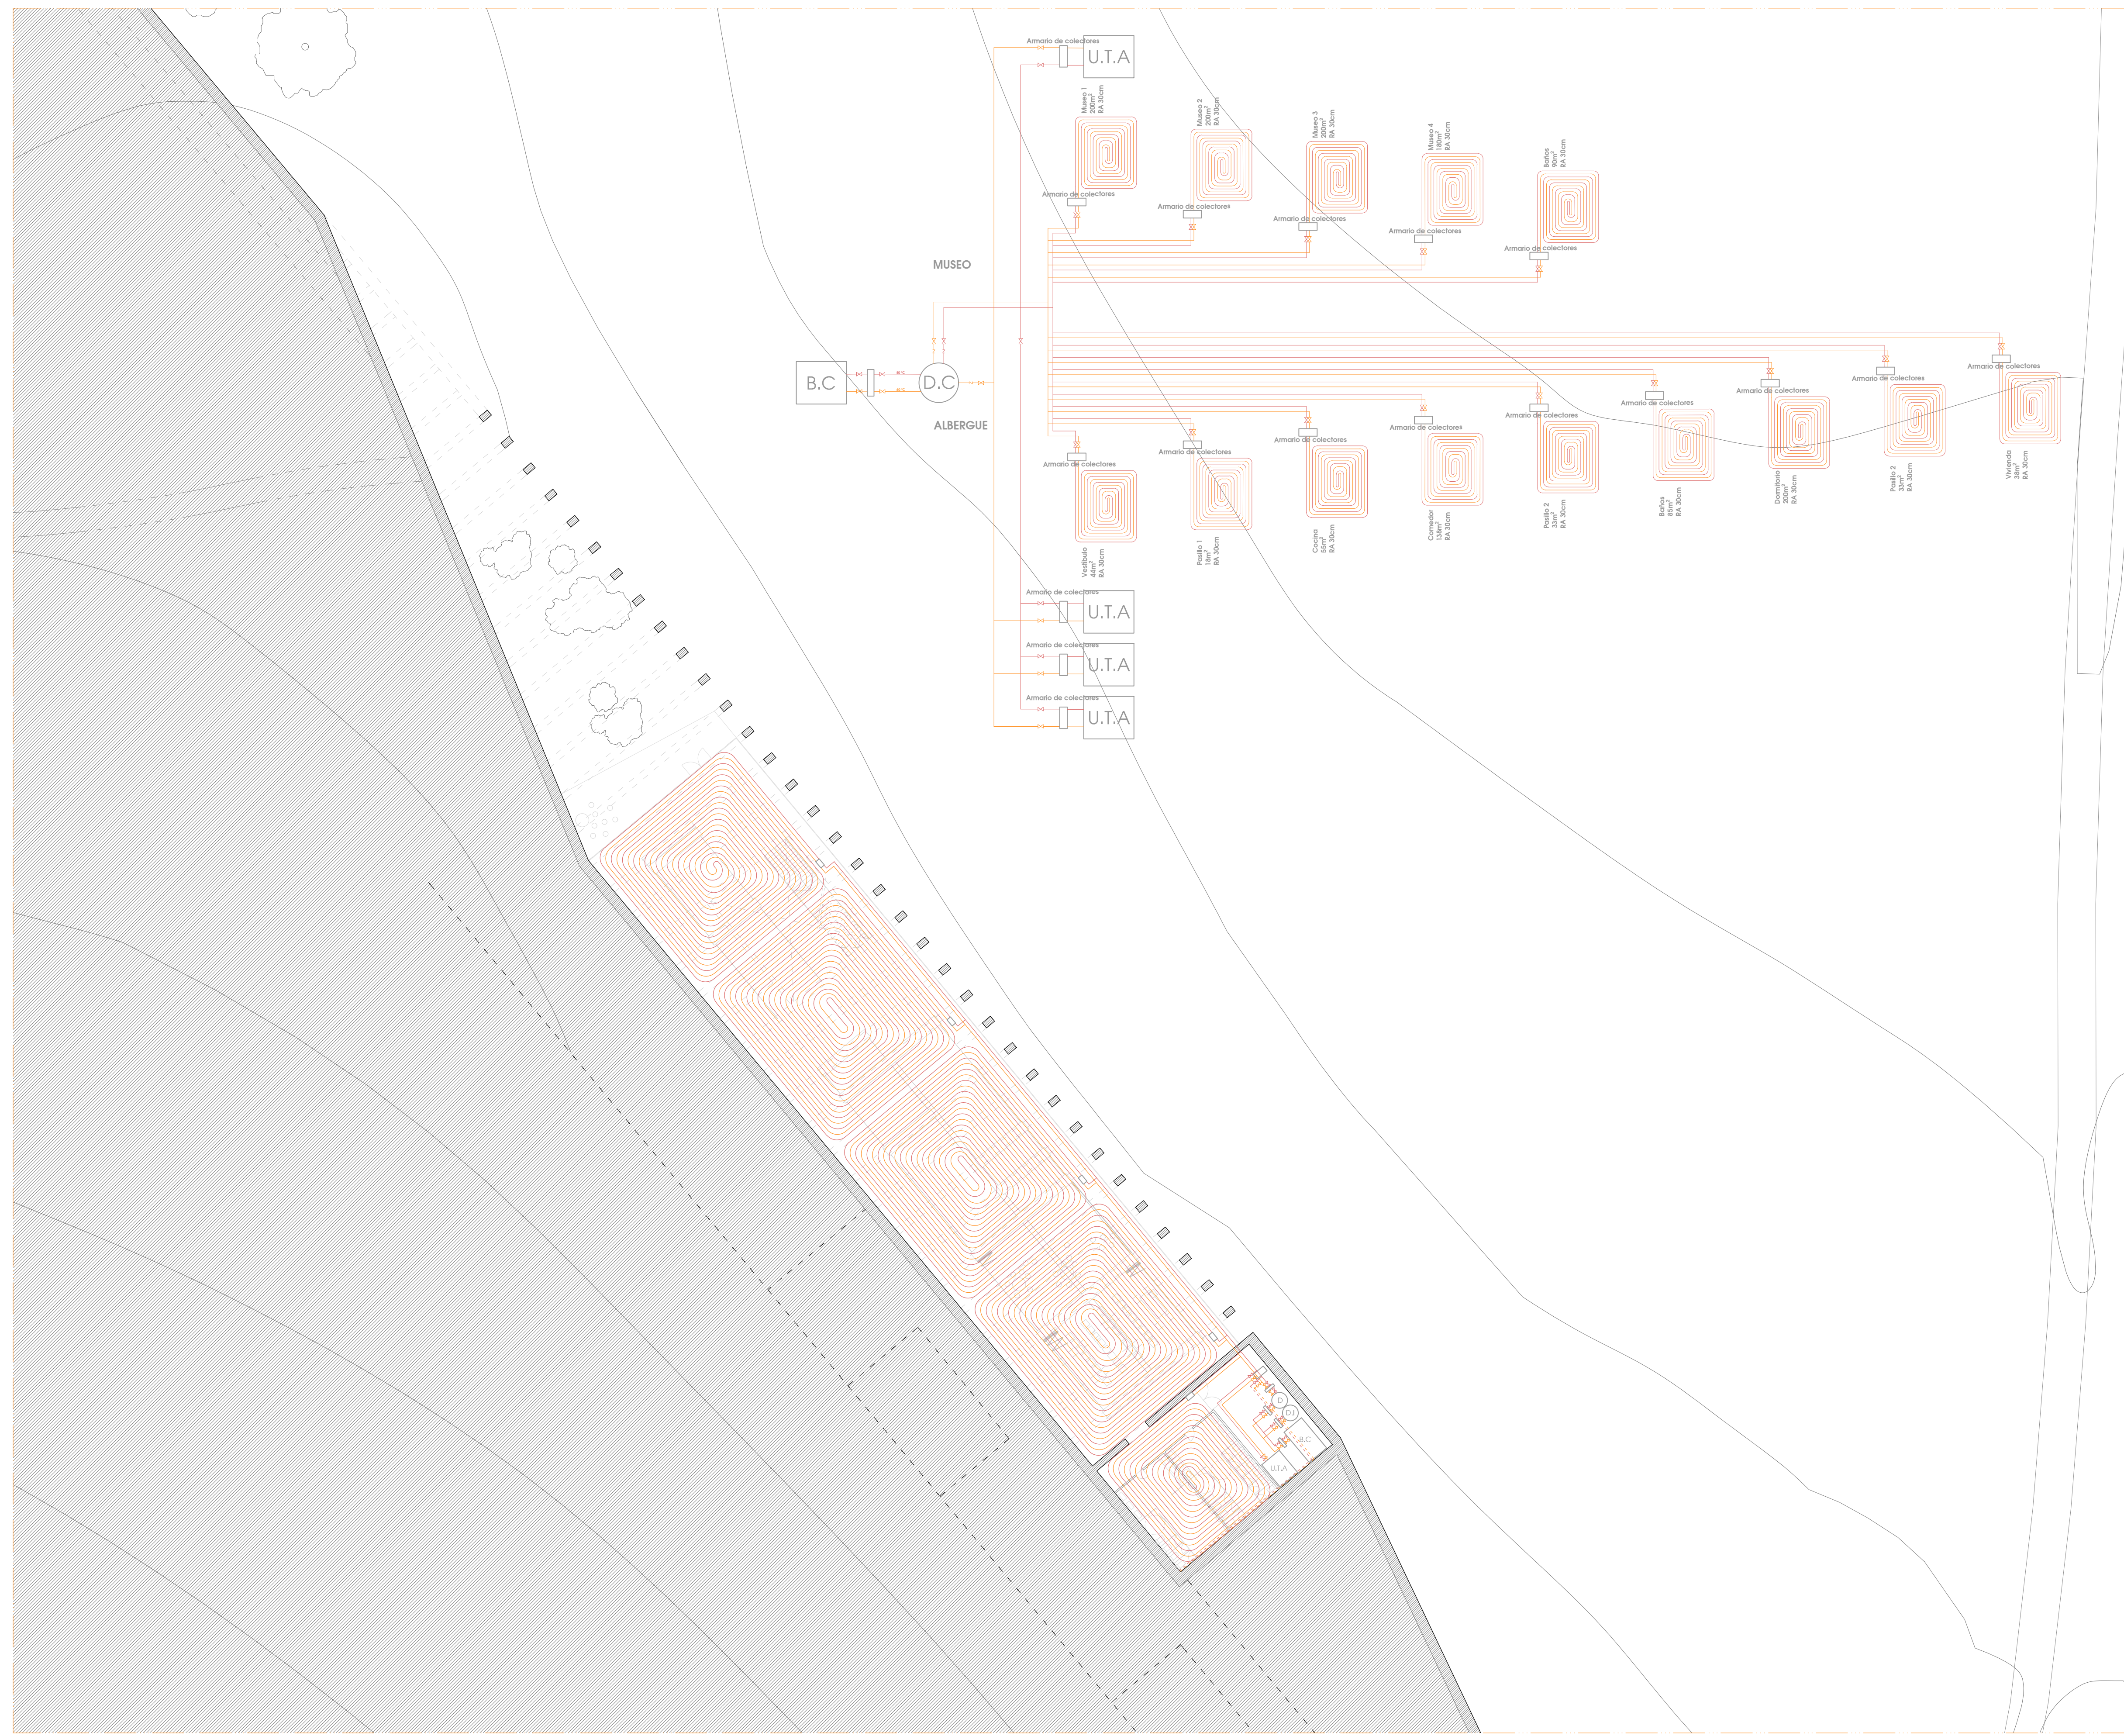 Armario de colectores
U.T.A
Museo 1
200m²
RA 30cm
Museo 2
200m²
RA 30cm
Museo 3
200m²
RA 30cm
Museo 4
180m²
RA 30cm
Baños
90m²
RA 30cm
Armario de colectores
Armario de colectores
Armario de colectores
Armario de colectores
Armario de colectores
MUSEO
B.C
D.C
ALBERGUE
Armario de colectores
Armario de colectores
Armario de colectores
Armario de colectores
Armario de colectores
Armario de colectores
Armario de colectores
Armario de colectores
Armario de colectores
Vestíbulo
44m²
RA 30cm
Pasillo 1
18m²
RA 30cm
Cocina
55m²
RA 30cm
Comedor
138m²
RA 30cm
Pasillo 2
33m²
RA 30cm
Baños
85m²
RA 30cm
Dormitorio
200m²
RA 30cm
Pasillo 2
33m²
RA 30cm
Vivienda
38m²
RA 30cm
Armario de colectores
U.T.A
Armario de colectores
U.T.A
Armario de colectores
U.T.A
D
D.I
B.C
U.T.A